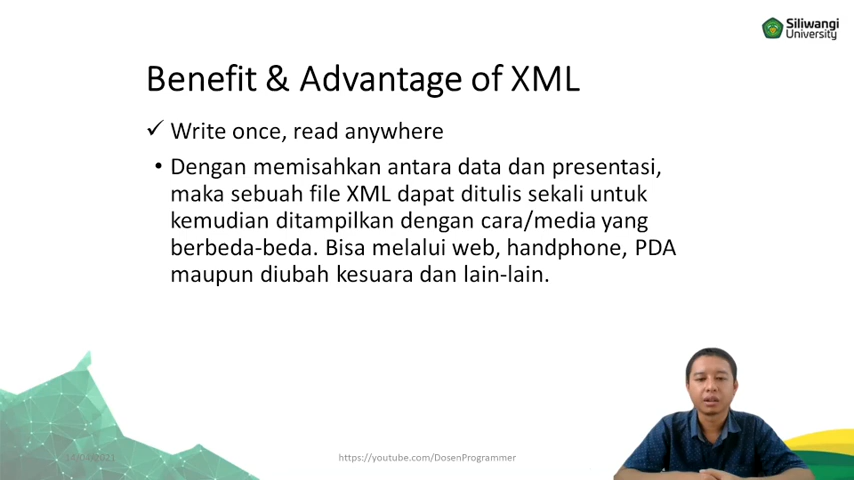 Siliwangi
University
Benefit & Advantage of XML
✓ Write once, read anywhere
• Dengan memisahkan antara data dan presentasi,
maka sebuah file XML dapat ditulis sekali untuk
kemudian ditampilkan dengan cara/media yang
berbeda-beda. Bisa melalui web, handphone, PDA
maupun diubah kesuara dan lain-lain.
https://youtube.com/DosenProgrammer